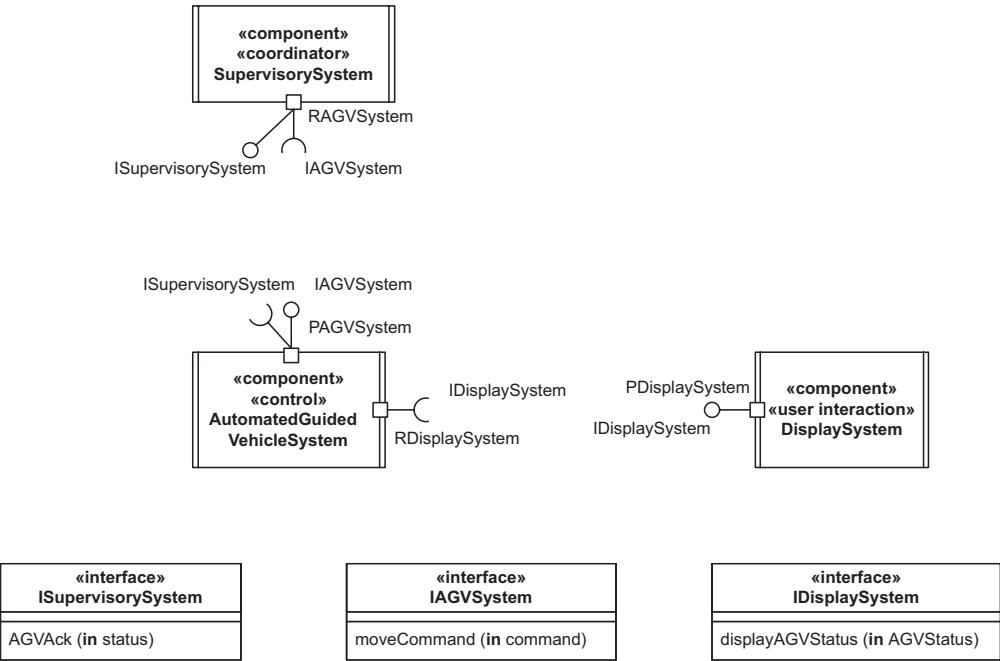 «component»
«coordinator»
SupervisorySystem
RAGVSystem
ISupervisorySystem
IAGVSystem
ISupervisorySystem
IAGVSystem
PAGVSystem
«component»
«control»
AutomatedGuided
VehicleSystem
IDisplaySystem
RDisplaySystem
PDisplaySystem
IDisplaySystem
«component»
«user interaction»
DisplaySystem
«interface»
ISupervisorySystem
AGVAck (in status)
«interface»
IAGVSystem
moveCommand (in command)
«interface»
IDisplaySystem
displayAGVStatus (in AGVStatus)